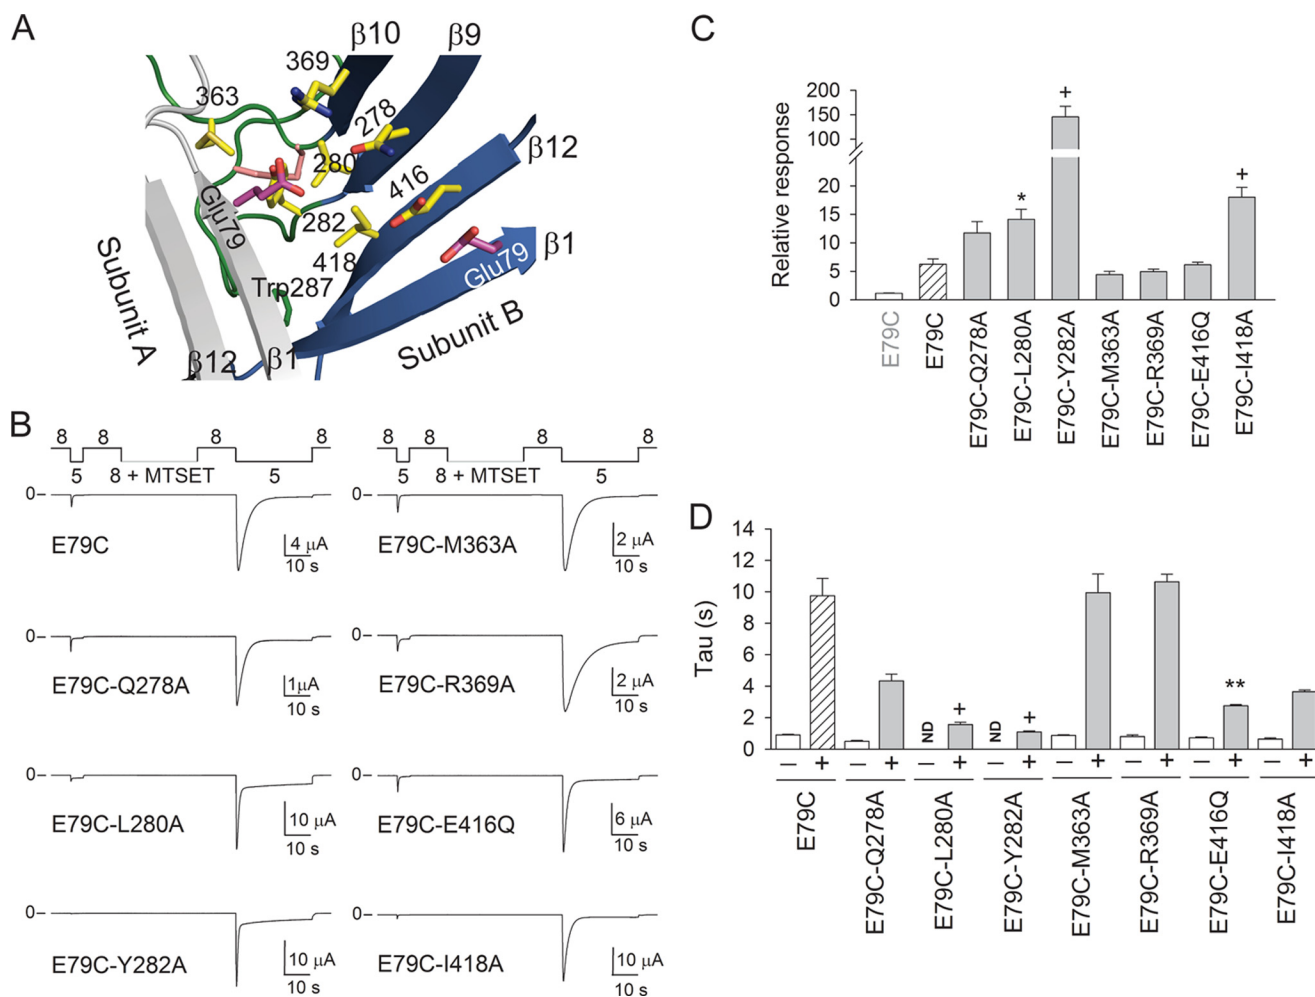 A
β10
β9
369
363
278
280
β12
416
Glu79
282
418
Glu79
β1
Trp287
Subunit A
Subunit B
β12
β1
B
8 8 8 8
5 8 + MTSET 5
0–
E79C
4 μA
10 s
0–
E79C-Q278A
1μA
10 s
0–
E79C-L280A
10 μA
10 s
0–
E79C-Y282A
10 μA
10 s
8 8 8 8
5 8 + MTSET 5
0–
E79C-M363A
2 μA
10 s
0–
E79C-R369A
2 μA
10 s
0–
E79C-E416Q
6 μA
10 s
0–
E79C-I418A
10 μA
10 s
C
Relative response
200
150
100
50
20
15
10
5
0
*
+
+
E79C
E79C
E79C-Q278A
E79C-L280A
E79C-Y282A
E79C-M363A
E79C-R369A
E79C-E416Q
E79C-I418A
D
Tau (s)
14
12
10
8
6
4
2
0
ND
+
ND
+
**
– + – + – + – + – + – + – + – +
E79C
E79C-Q278A
E79C-L280A
E79C-Y282A
E79C-M363A
E79C-R369A
E79C-E416Q
E79C-I418A